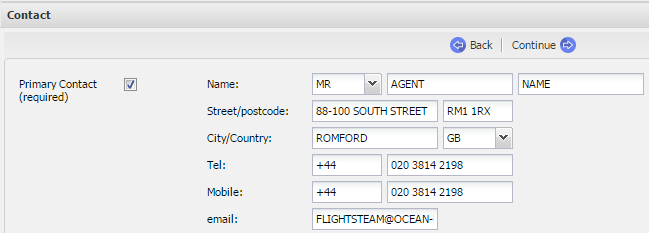 Contact
Back Continue
Primary Contact Name: MR AGENT NAME
(required)
Street/postcode: 88-100 SOUTH STREET RM1 1RX
City/Country: ROMFORD GB
Tel: +44 020 3814 2198
Mobile: +44 020 3814 2198
email: FLIGHTSTEAM@OCEAN-